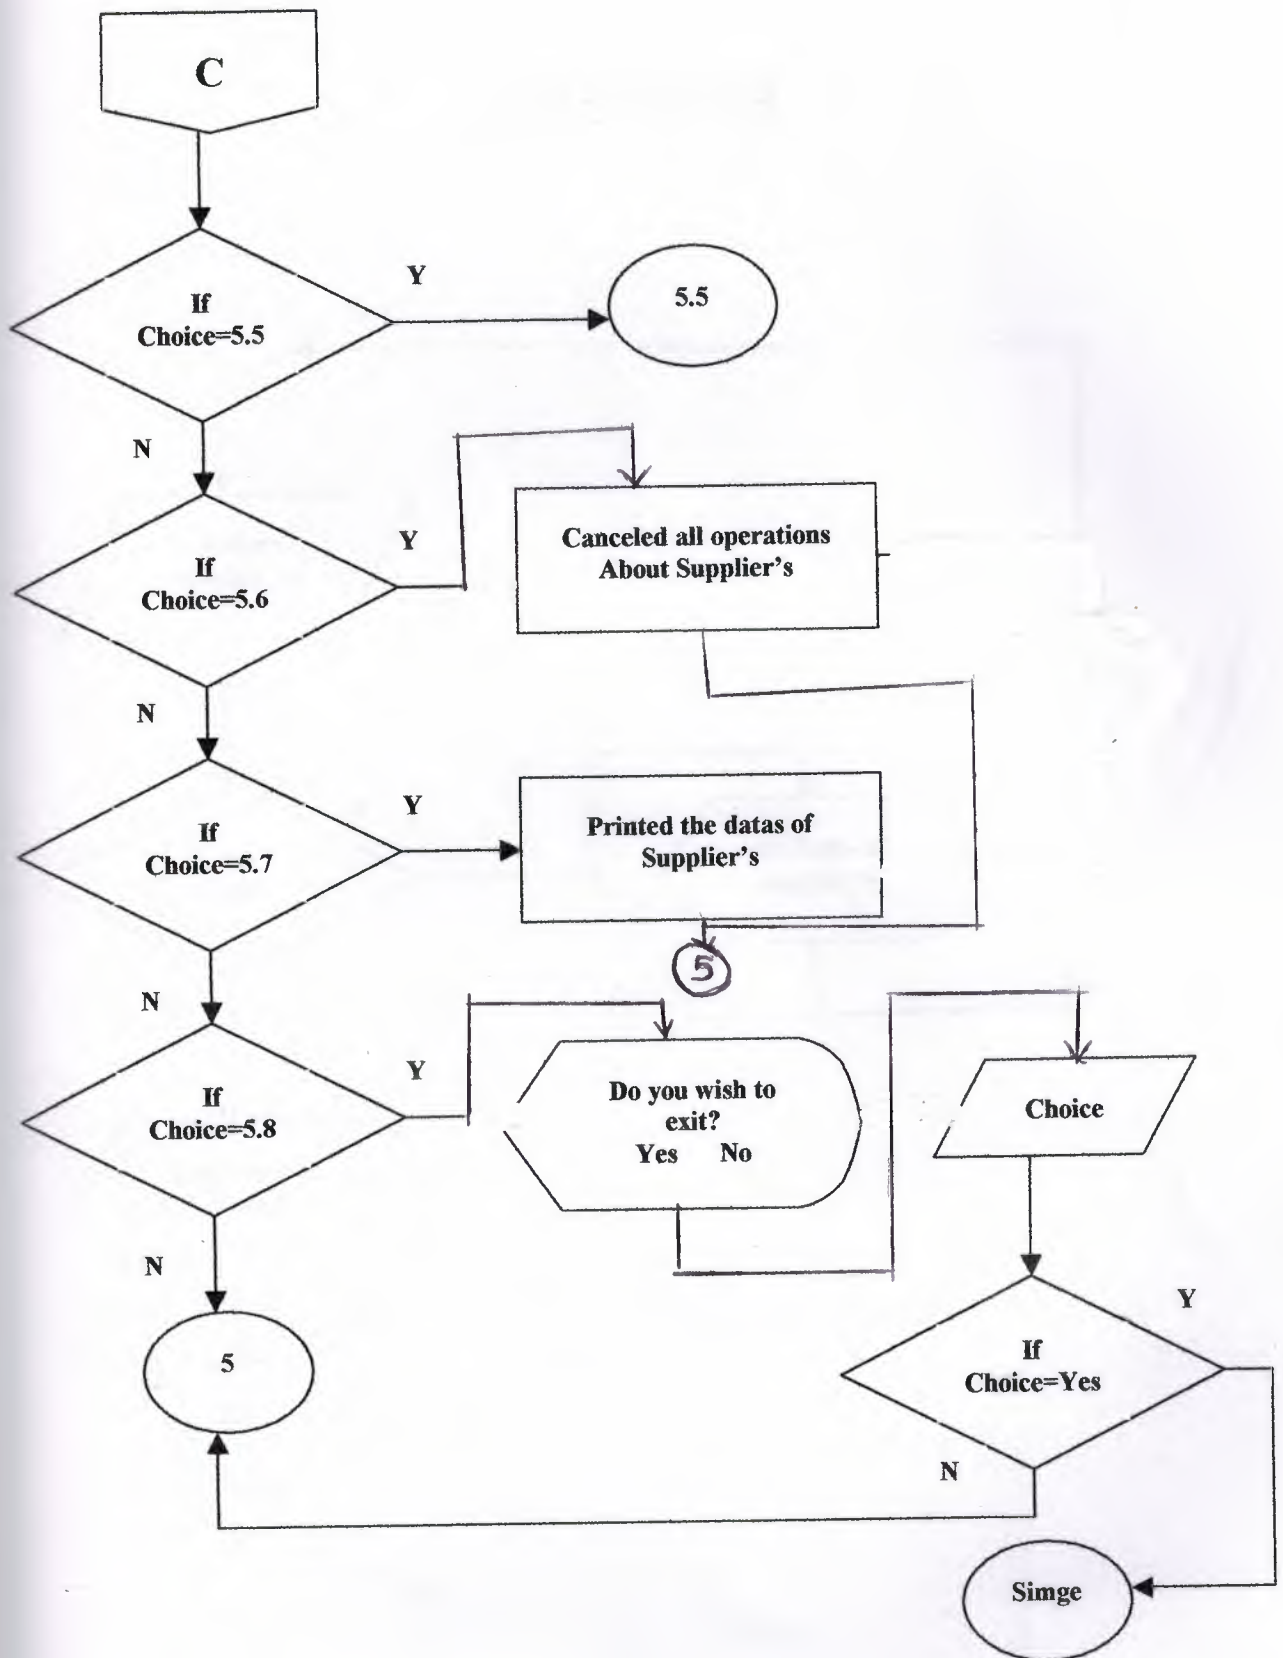 C
If
Choice=5.5
Y
5.5
N
If
Choice=5.6
Y
Canceled all operations
About Supplier's
N
If
Choice=5.7
Y
Printed the datas of
Supplier's
5
N
If
Choice=5.8
Y
Do you wish to
exit?
Yes No
Choice
N
5
If
Choice=Yes
Y
N
Simge